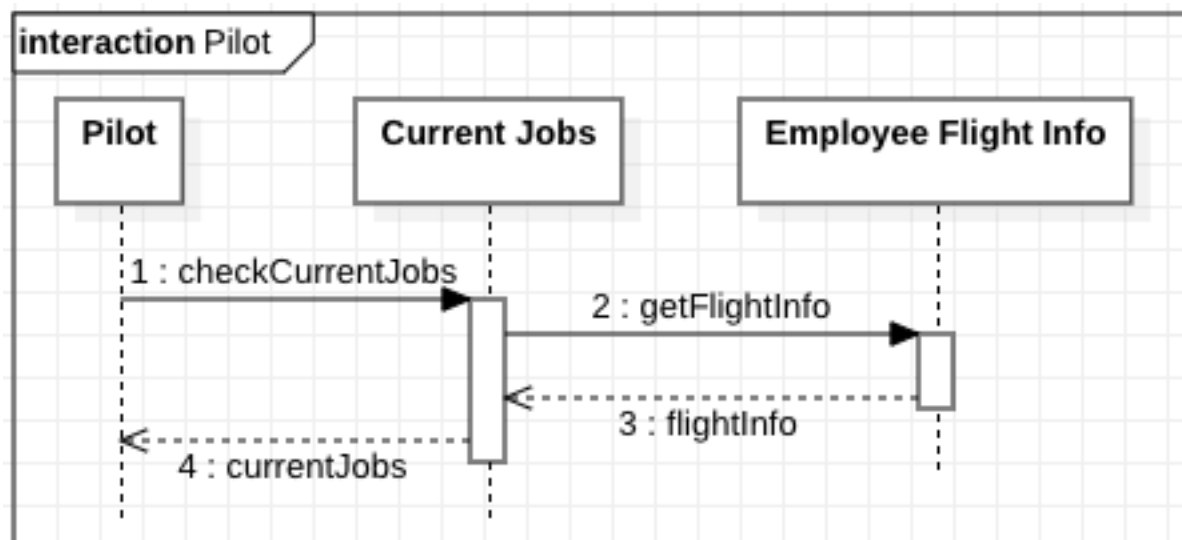 interaction Pilot
Pilot
Current Jobs
Employee Flight Info
1 : checkCurrentJobs
2 : getFlightInfo
3 : flightInfo
4 : currentJobs